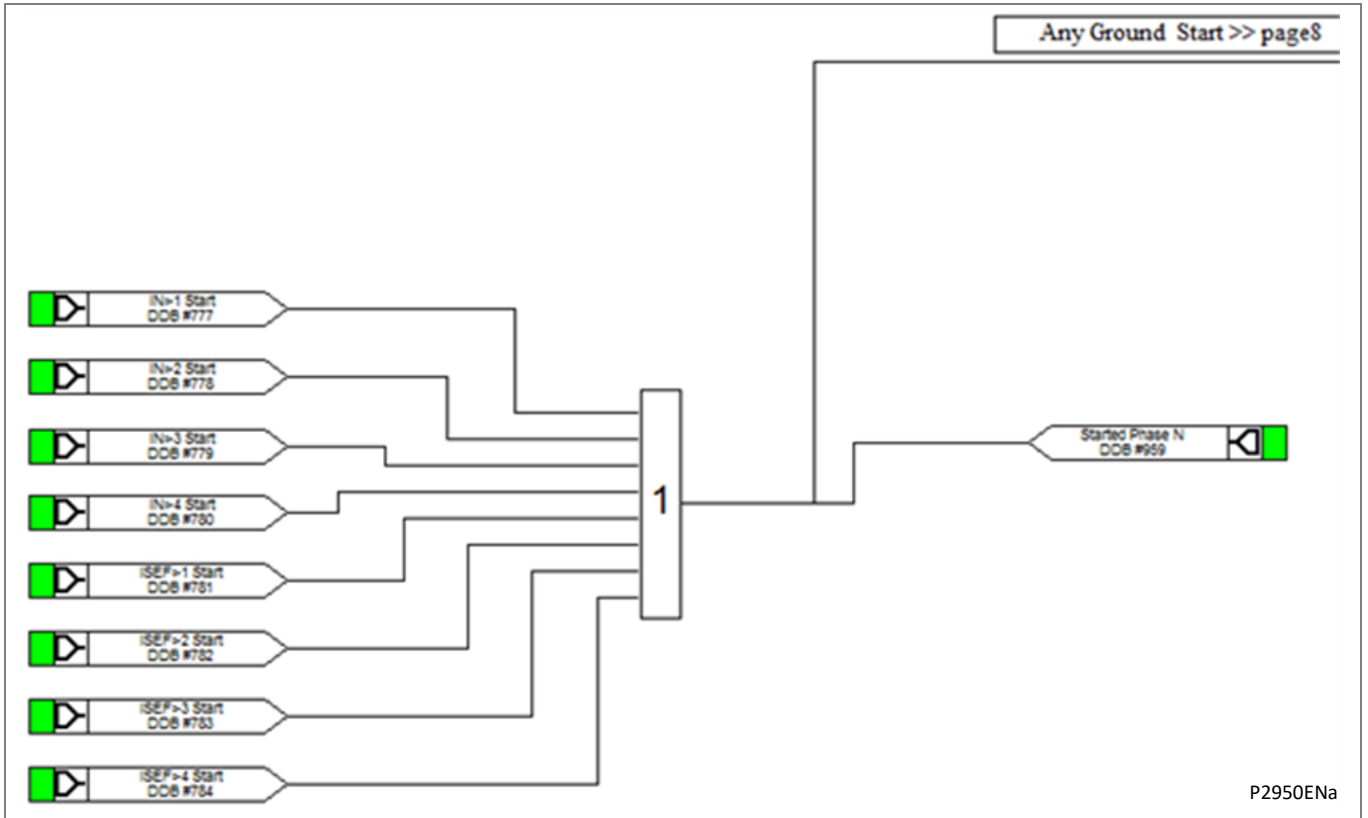 Any Ground Start >> page8
IN>1 Start
DDB #777
IN>2 Start
DDB #778
IN>3 Start
DDB #779
IN>4 Start
DDB #780
ISEF>1 Start
DDB #781
ISEF>2 Start
DDB #782
ISEF>3 Start
DDB #783
ISEF>4 Start
DDB #784
1
Started Phase N
DDB #959
P2950ENa